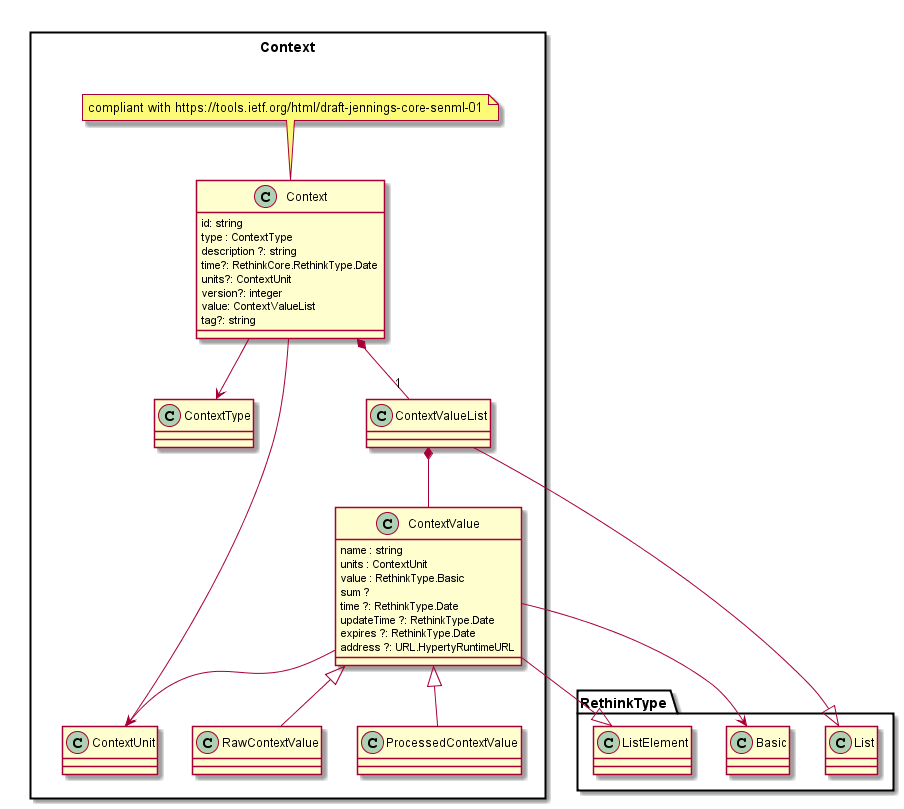 Context
compliant with https://tools.ietf.org/html/draft-jennings-core-senml-01
C Context
id: string
type : ContextType
description ?: string
time?: RethinkCore.RethinkType.Date
units?: ContextUnit
version?: integer
value: ContextValueList
tag?: string
1
C ContextType
C ContextValueList
C ContextValue
name : string
units : ContextUnit
value : RethinkType.Basic
sum ?
time ?: RethinkType.Date
updateTime ?: RethinkType.Date
expires ?: RethinkType.Date
address ?: URL.HypertyRuntimeURL
RethinkType
C ContextUnit
C RawContextValue
C ProcessedContextValue
C ListElement
C Basic
C List